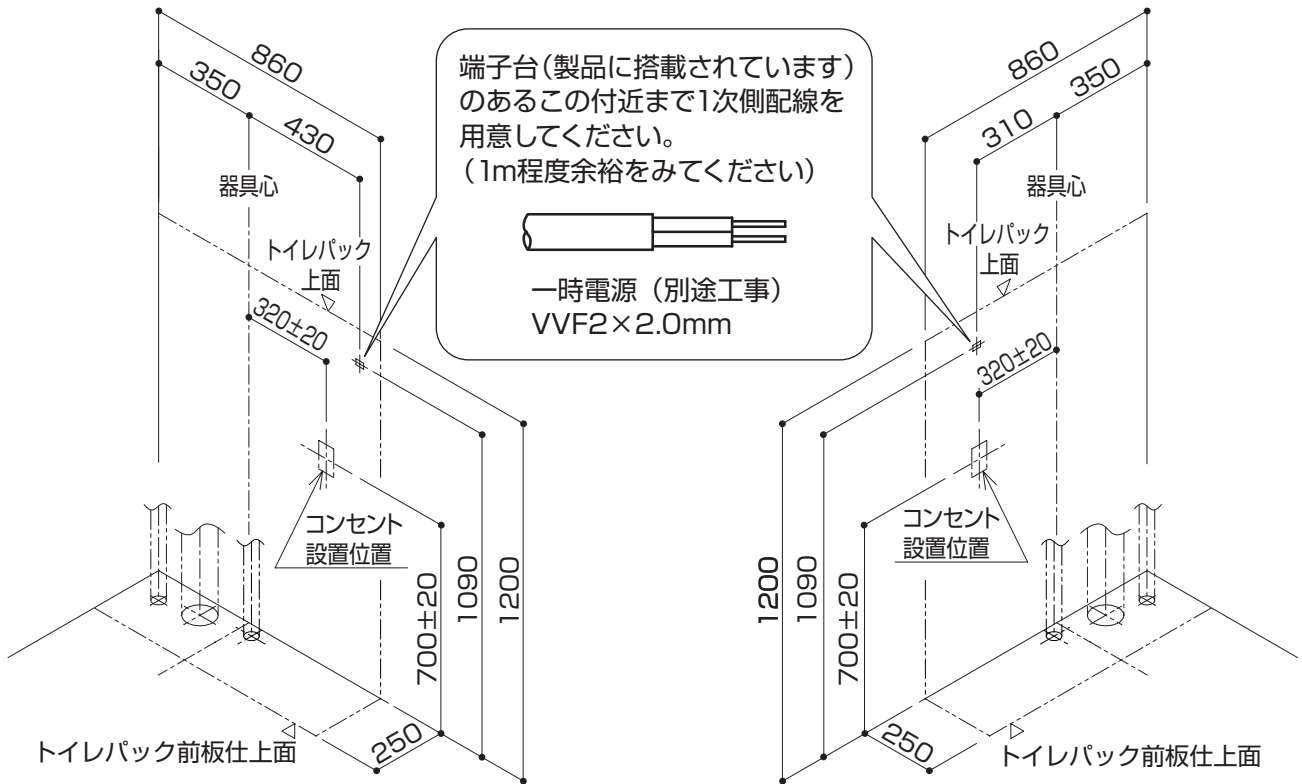 860
350
430
器具心
トイレパック
上面
320±20
コンセント
設置位置
700±20
1090
1200
250
トイレパック前板仕上面
端子台(製品に搭載されています)
のあるこの付近まで1次側配線を
用意してください。
(1m程度余裕をみてください)
一時電源(別途工事)
VVF2×2.0mm
860
350
310
器具心
トイレパック
上面
320±20
コンセント
設置位置
1200
1090
700±20
250
トイレパック前板仕上面